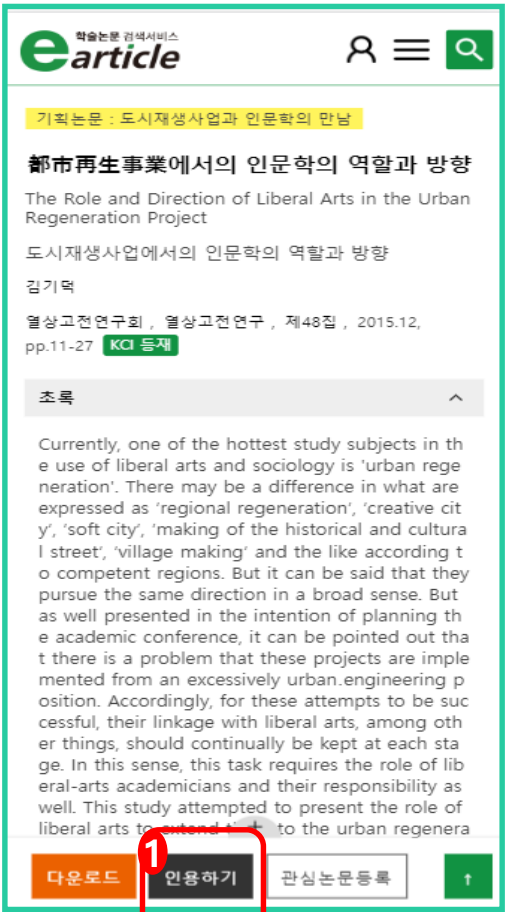 학술논문 검색서비스
earticle
기획논문 : 도시재생사업과 인문학의 만남
都市再生事業에서의 인문학의 역할과 방향
The Role and Direction of Liberal Arts in the Urban
Regeneration Project
도시재생사업에서의 인문학의 역할과 방향
김기덕
열상고전연구회 , 열상고전연구 , 제48집 , 2015.12,
pp.11-27 KCI 등재
초록
Currently, one of the hottest study subjects in th
e use of liberal arts and sociology is 'urban rege
neration'. There may be a difference in what are
expressed as ‘regional regeneration’, ‘creative cit
y’, ‘soft city’, ‘making of the historical and cultura
l street’, ‘village making’ and the like according t
o competent regions. But it can be said that they
pursue the same direction in a broad sense. But
as well presented in the intention of planning th
e academic conference, it can be pointed out tha
t there is a problem that these projects are imple
mented from an excessively urban․engineering p
osition. Accordingly, for these attempts to be suc
cessful, their linkage with liberal arts, among oth
er things, should continually be kept at each sta
ge. In this sense, this task requires the role of lib
eral-arts academicians and their responsibility as
well. This study attempted to present the role of
liberal arts to extend to the urban regenera
1
다운로드 인용하기 관심논문등록 ↑